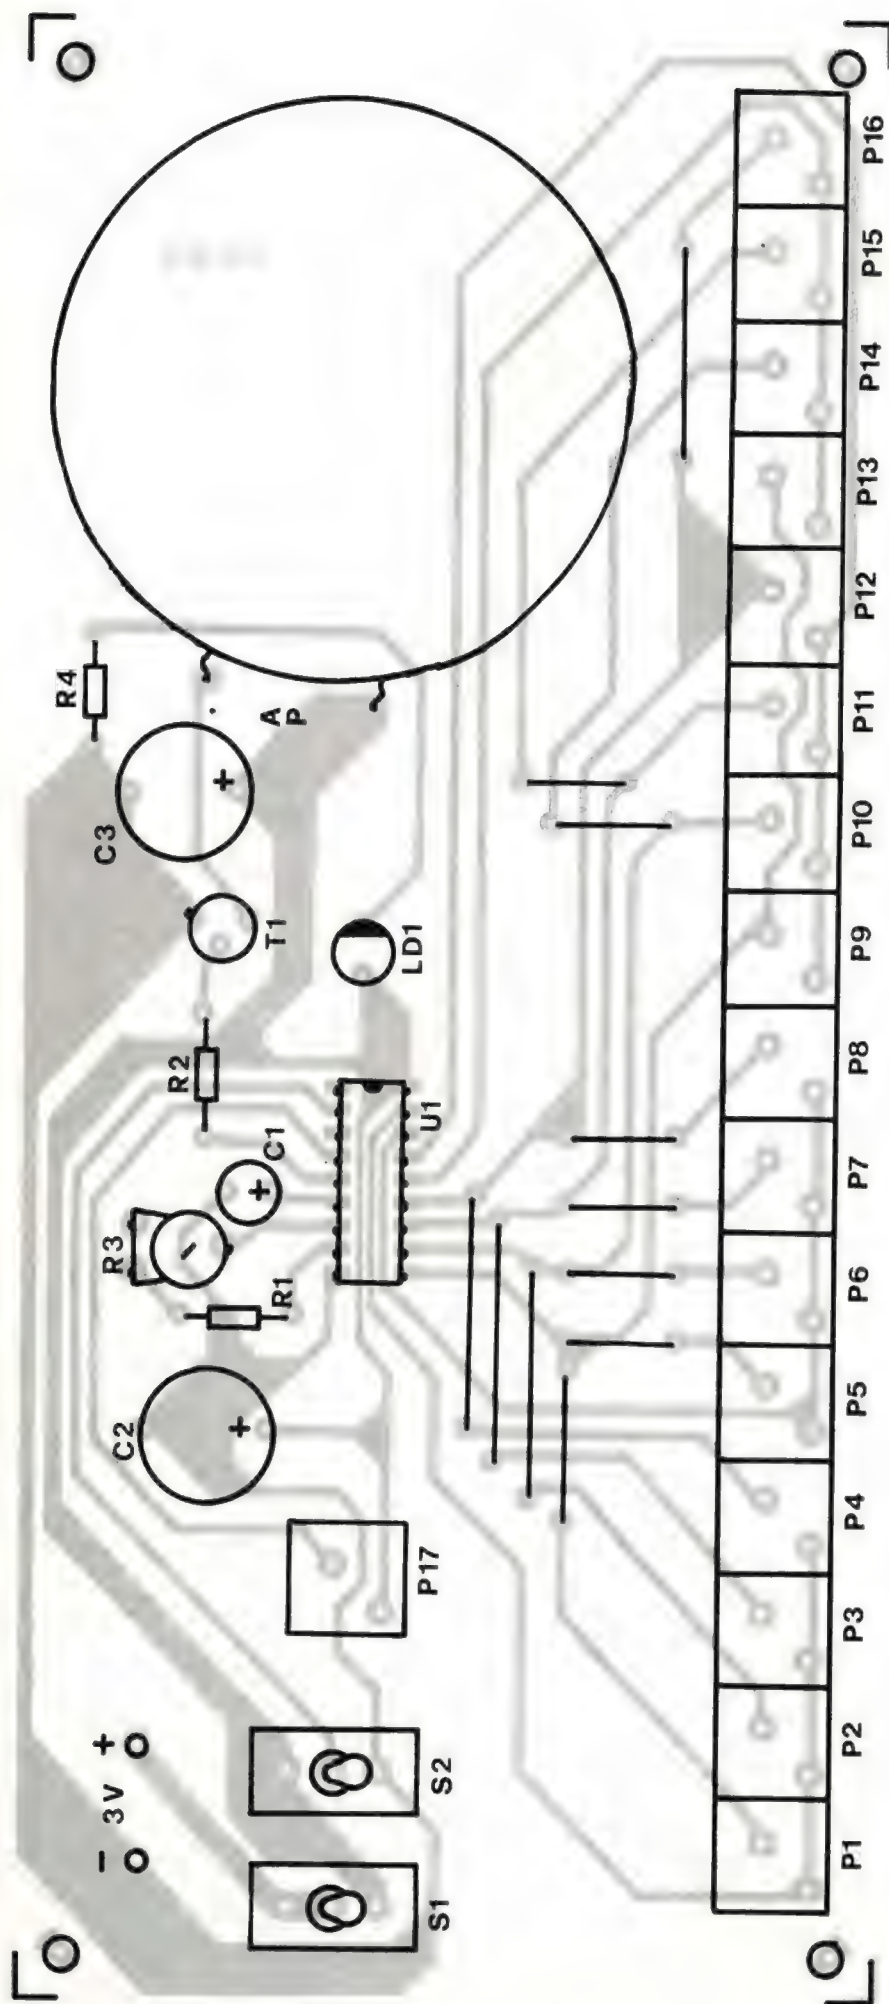 R4
AP
C3
T1
LD1
R2
C1
U1
R3
R1
C2
P17
+
3V
-
S2
S1
P16
P15
P14
P13
P12
P11
P10
P9
P8
P7
P6
P5
P4
P3
P2
P1
+
+
+